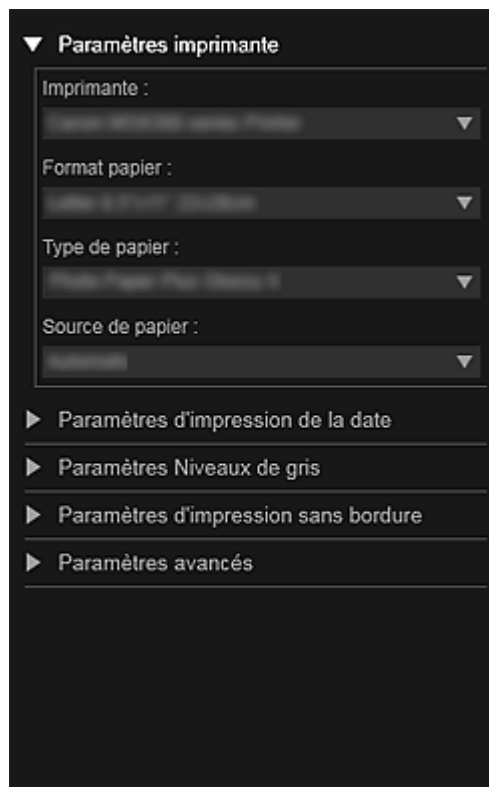 Paramètres imprimante
Imprimante :
Format papier :
Type de papier :
Source de papier :
Paramètres d'impression de la date
Paramètres Niveaux de gris
Paramètres d'impression sans bordure
Paramètres avancés